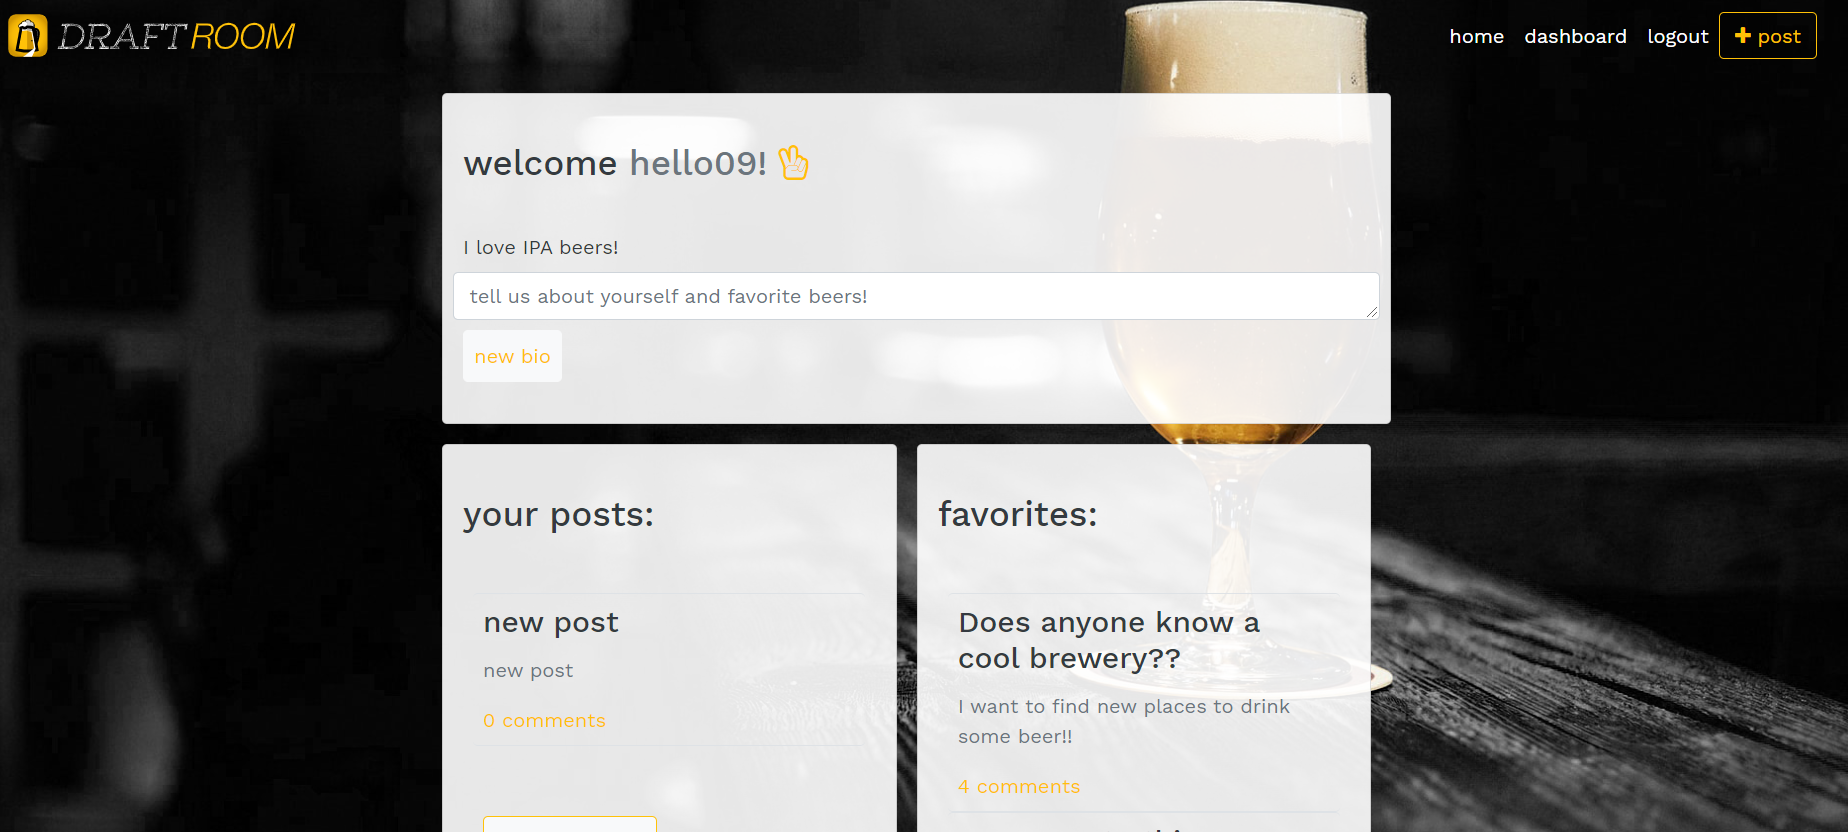 DRAFT ROOM
home dashboard logout + post
welcome hello09!
I love IPA beers!
tell us about yourself and favorite beers!
new bio
your posts:
new post
new post
0 comments
favorites:
Does anyone know a
cool brewery??
I want to find new places to drink
some beer!!
4 comments